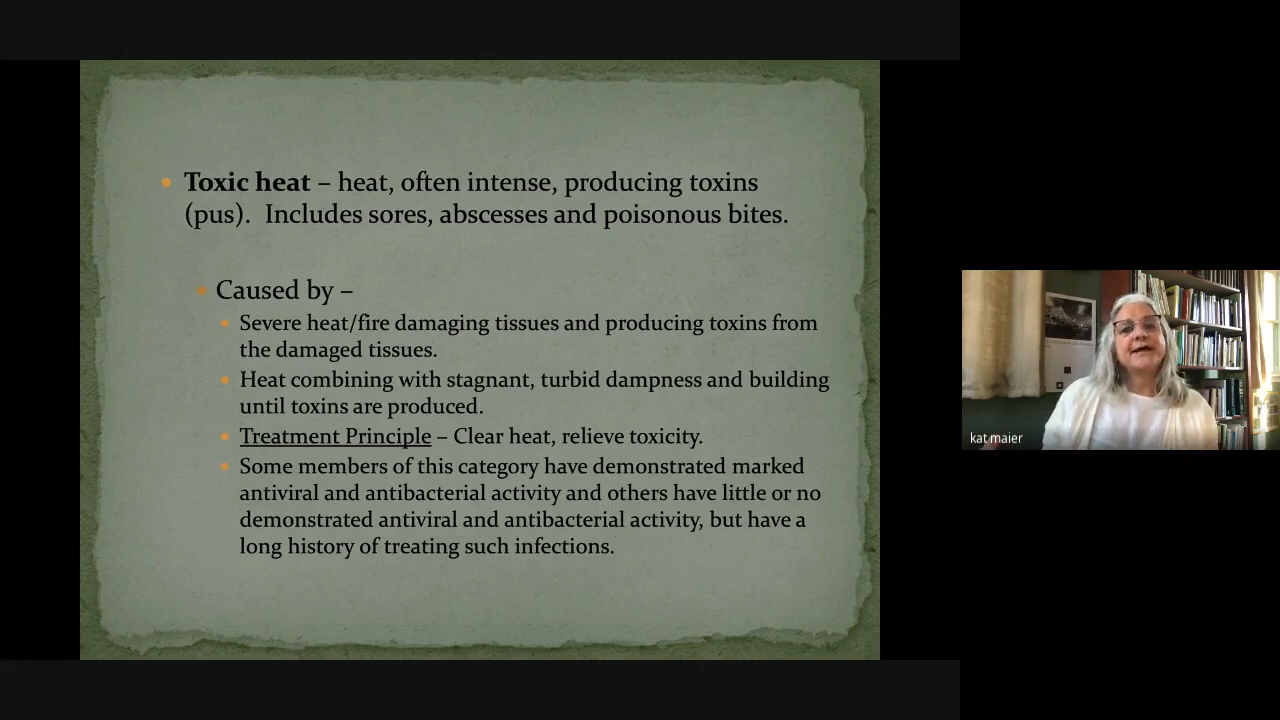 Toxic heat – heat, often intense, producing toxins
(pus). Includes sores, abscesses and poisonous bites.
Caused by –
Severe heat/fire damaging tissues and producing toxins from
the damaged tissues.
Heat combining with stagnant, turbid dampness and building
until toxins are produced.
Treatment Principle – Clear heat, relieve toxicity.
Some members of this category have demonstrated marked
antiviral and antibacterial activity and others have little or no
demonstrated antiviral and antibacterial activity, but have a
long history of treating such infections.
kat maier